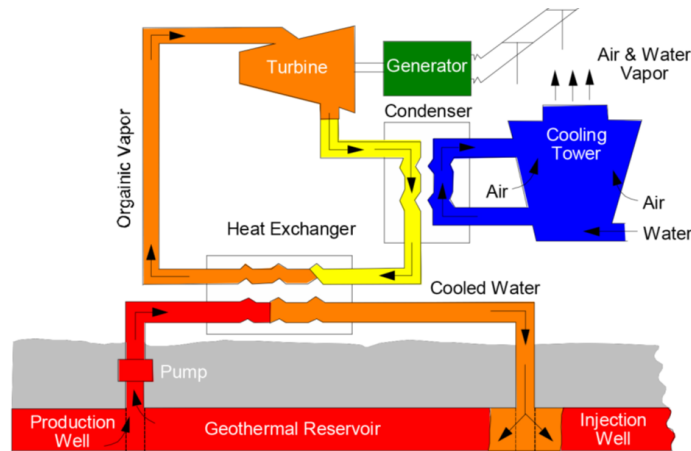 Air & Water
Vapor
Turbine
Generator
Condenser
Cooling
Tower
Orgainic Vapor
Air
Air
Water
Heat Exchanger
Cooled Water
Pump
Production
Well
Geothermal Reservoir
Injection
Well